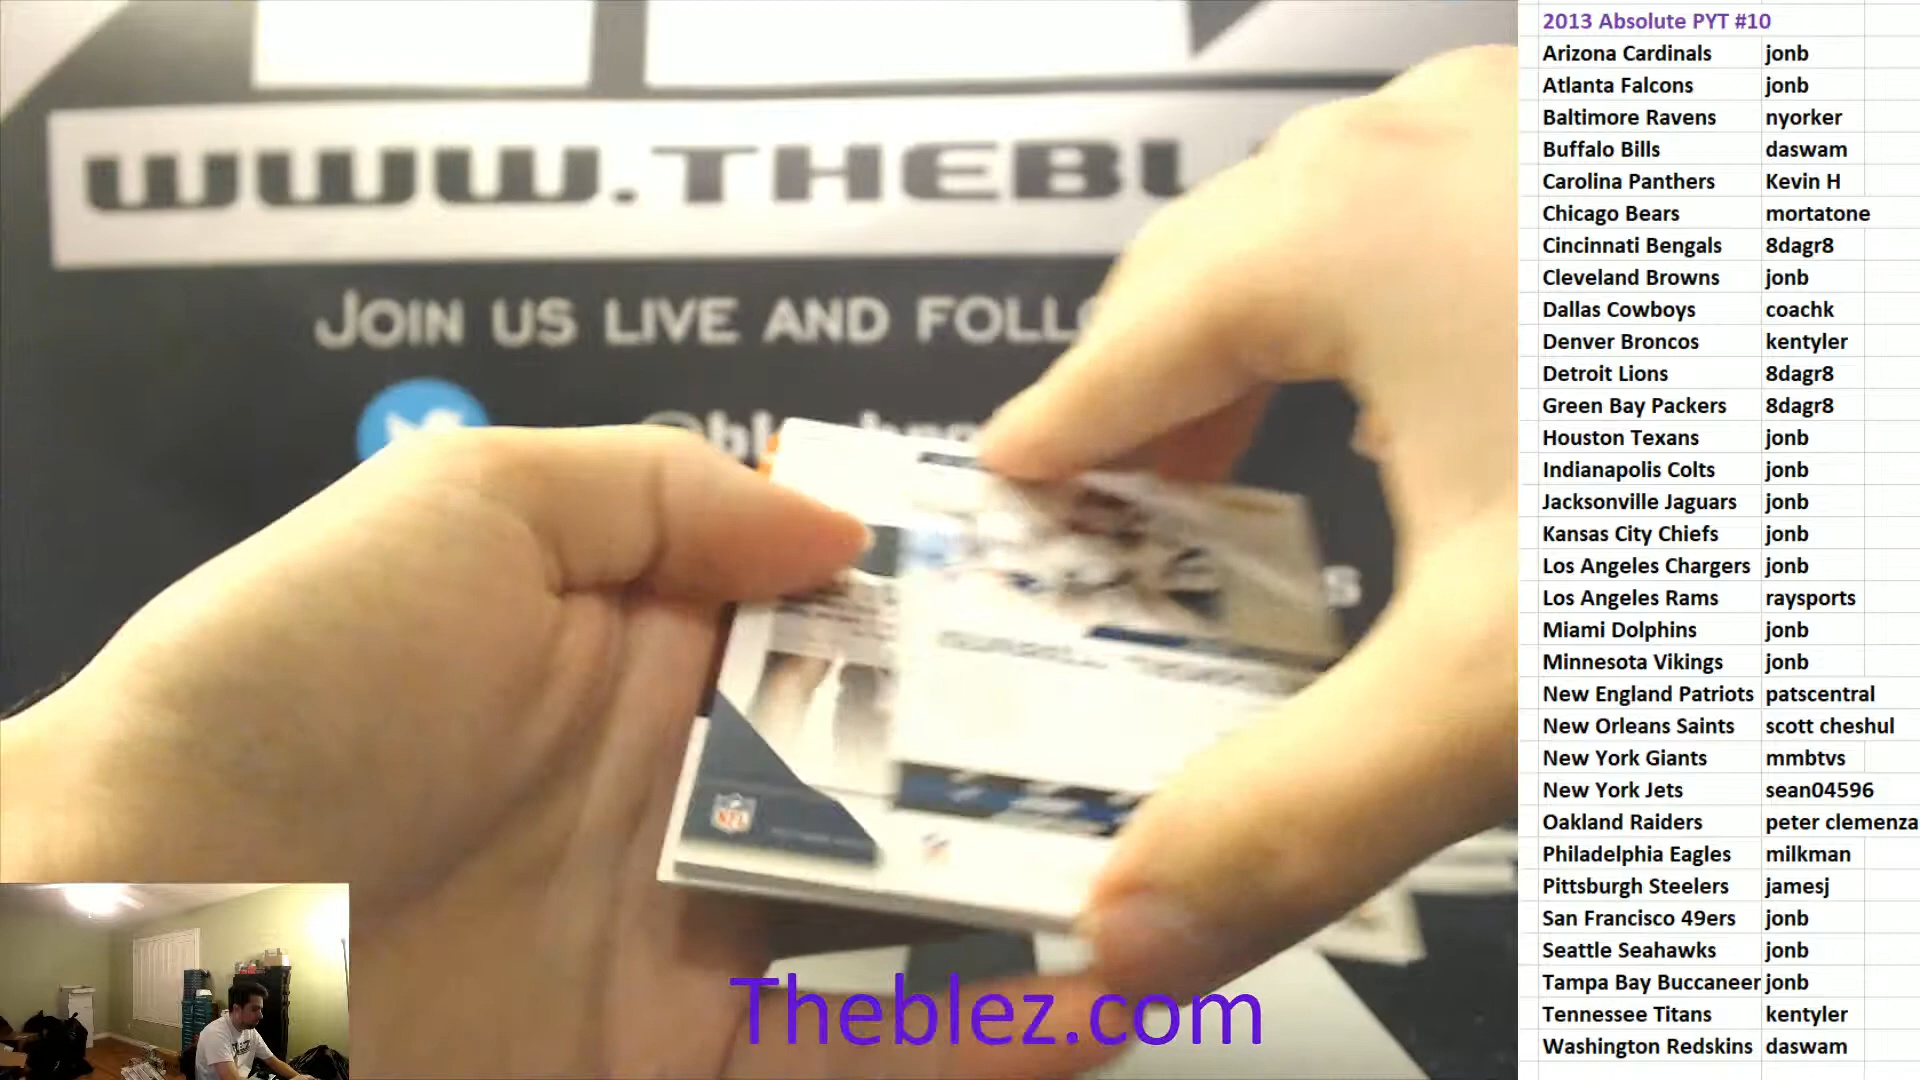 WWW.THEBL
JOIN US LIVE AND FOLLO
@bl
NFL
Theblez.com
2013 Absolute PYT #10
Arizona Cardinals jonb
Atlanta Falcons jonb
Baltimore Ravens nyorker
Buffalo Bills daswam
Carolina Panthers Kevin H
Chicago Bears mortatone
Cincinnati Bengals 8dagr8
Cleveland Browns jonb
Dallas Cowboys coachk
Denver Broncos kentyler
Detroit Lions 8dagr8
Green Bay Packers 8dagr8
Houston Texans jonb
Indianapolis Colts jonb
Jacksonville Jaguars jonb
Kansas City Chiefs jonb
Los Angeles Chargers jonb
Los Angeles Rams raysports
Miami Dolphins jonb
Minnesota Vikings jonb
New England Patriots patscentral
New Orleans Saints scott cheshul
New York Giants mmbtvs
New York Jets sean04596
Oakland Raiders peter clemenza
Philadelphia Eagles milkman
Pittsburgh Steelers jamesj
San Francisco 49ers jonb
Seattle Seahawks jonb
Tampa Bay Buccaneer jonb
Tennessee Titans kentyler
Washington Redskins daswam